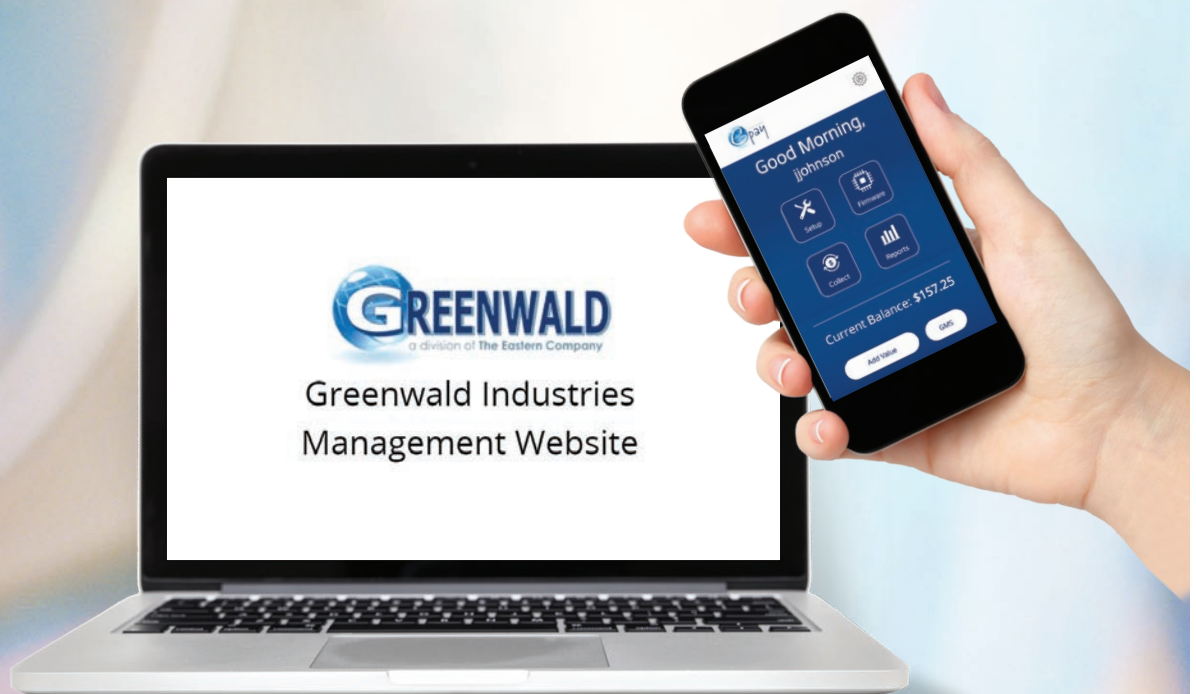 GREENWALD
a division of The Eastern Company
Greenwald Industries
Management Website
pay
Good Morning,
jjohnson
Setup
Firmware
Collect
Reports
Current Balance: $157.25
Add Value
GMS